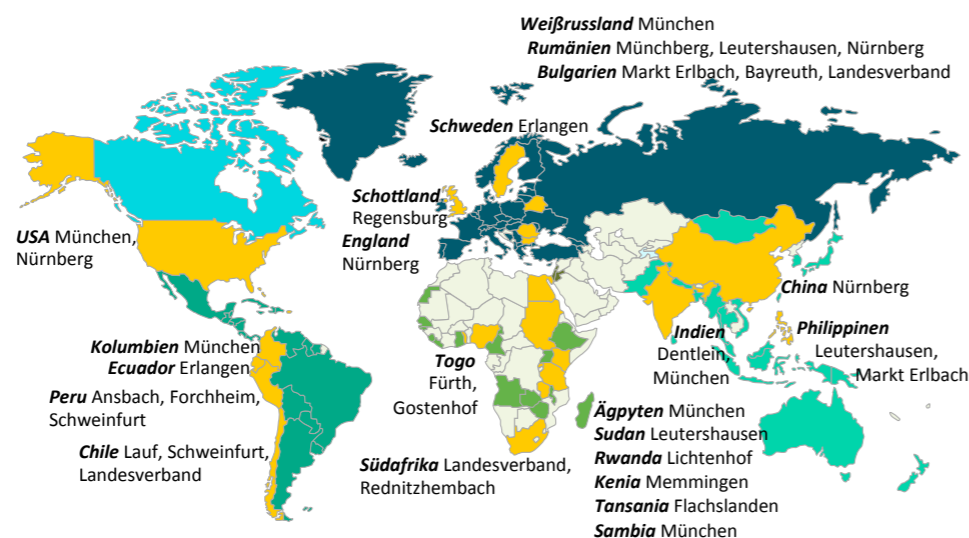 Weißrussland München
Rumänien Münchberg, Leutershausen, Nürnberg
Bulgarien Markt Erlbach, Bayreuth, Landesverband
Schweden Erlangen
Schottland
Regensburg
England
Nürnberg
USA München,
Nürnberg
China Nürnberg
Indien
Dentlein,
München
Philippinen
Leutershausen,
Markt Erlbach
Kolumbien München
Ecuador Erlangen
Peru Ansbach, Forchheim,
Schweinfurt
Chile Lauf, Schweinfurt,
Landesverband
Togo
Fürth,
Gostenhof
Südafrika Landesverband,
Rednitzhembach
Ägpyten München
Sudan Leutershausen
Rwanda Lichtenhof
Kenia Memmingen
Tansania Flachslanden
Sambia München